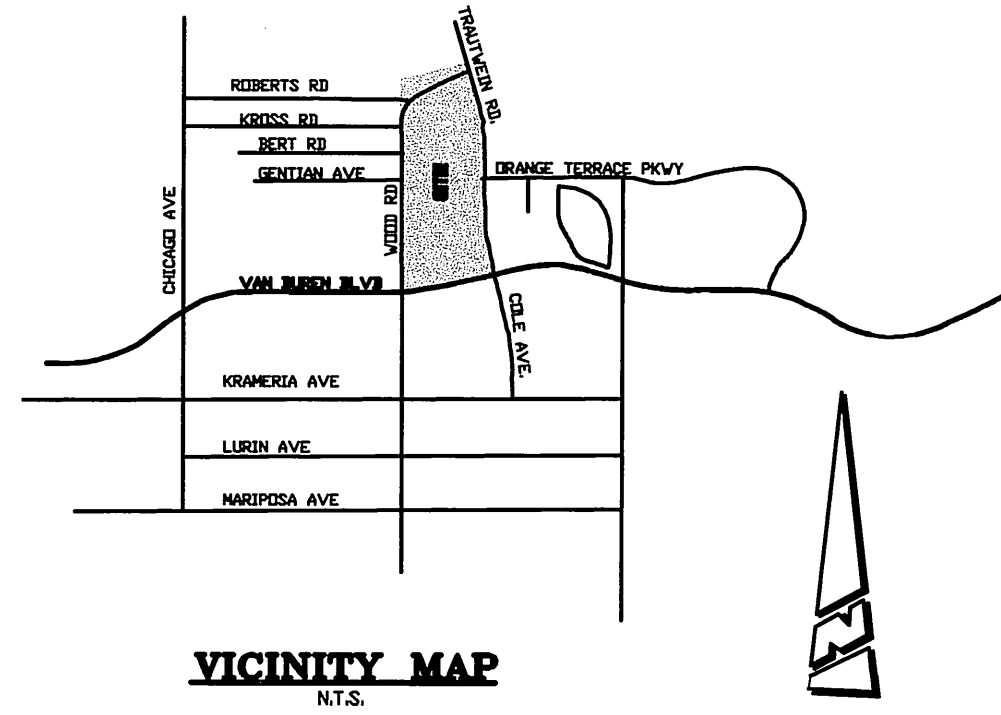 TRAUTWEIN RD.
ROBERTS RD
KROSS RD
BERT RD
GENTIAN AVE
ORANGE TERRACE PKWY
SITE
WOOD RD
CHICAGO AVE
VAN BUREN BLVD
COLE AVE.
KRAMERIA AVE
LURIN AVE
MARIPOSA AVE
N
VICINITY MAP
N.T.S.